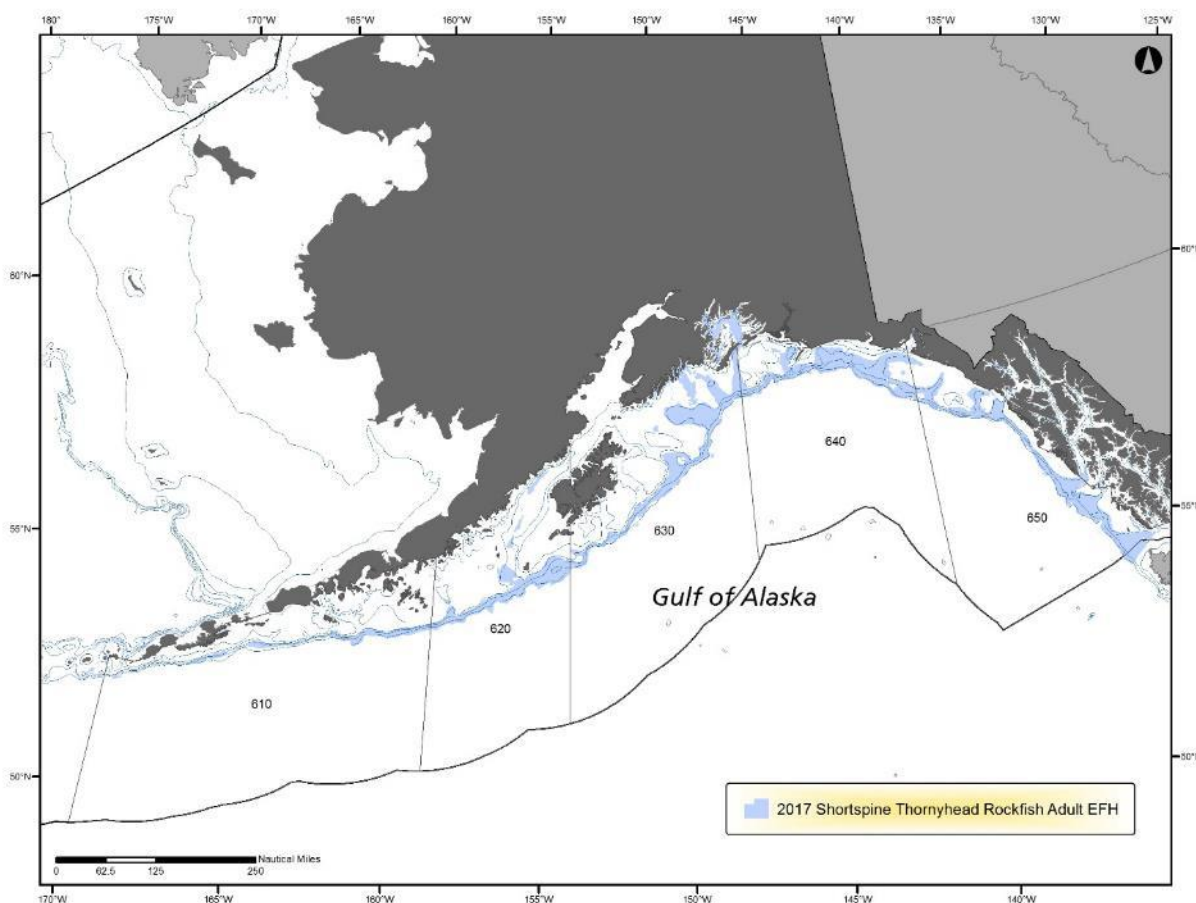 180° 175°W 170°W 165°W 160°W 155°W 150°W 145°W 140°W 135°W 130°W 125°W
60°N 60°N
640
55°N 630 650 55°N
Gulf of Alaska
620
610
50°N 50°N
2017 Shortspine Thornyhead Rockfish Adult EFH
Nautical Miles
0 62.5 125 250
170°W 165°W 160°W 155°W 150°W 145°W 140°W